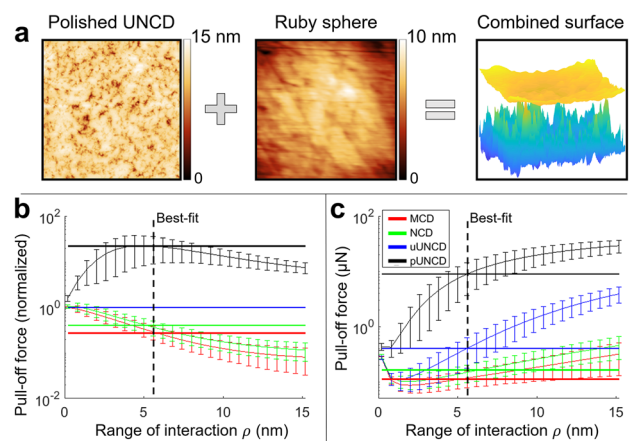 a
Polished UNCD
Ruby sphere
Combined surface
15 nm
0
10 nm
0
b
Best-fit
10^2
10^0
10^-2
0
5
10
15
Pull-off force (normalized)
Range of interaction ρ (nm)
c
MCD
NCD
uUNCD
pUNCD
Best-fit
10^2
10^0
0
5
10
15
Pull-off force (μN)
Range of interaction ρ (nm)